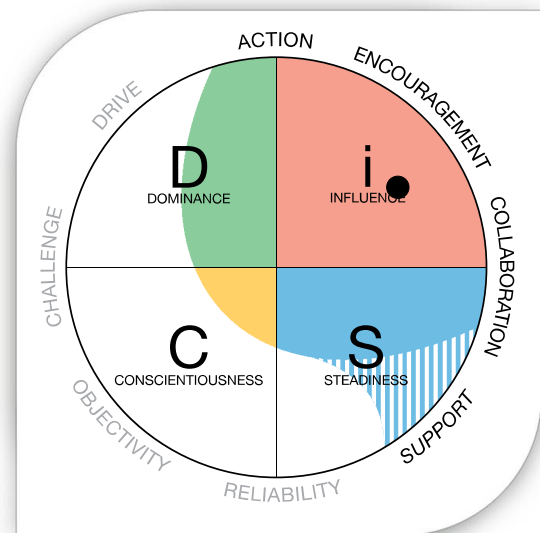 ACTION
ENCOURAGEMENT
DRIVE
D
DOMINANCE
i
INFLUENCE
CHALLENGE
COLLABORATION
C
CONSCIENTIOUSNESS
S
STEADINESS
OBJECTIVITY
SUPPORT
RELIABILITY